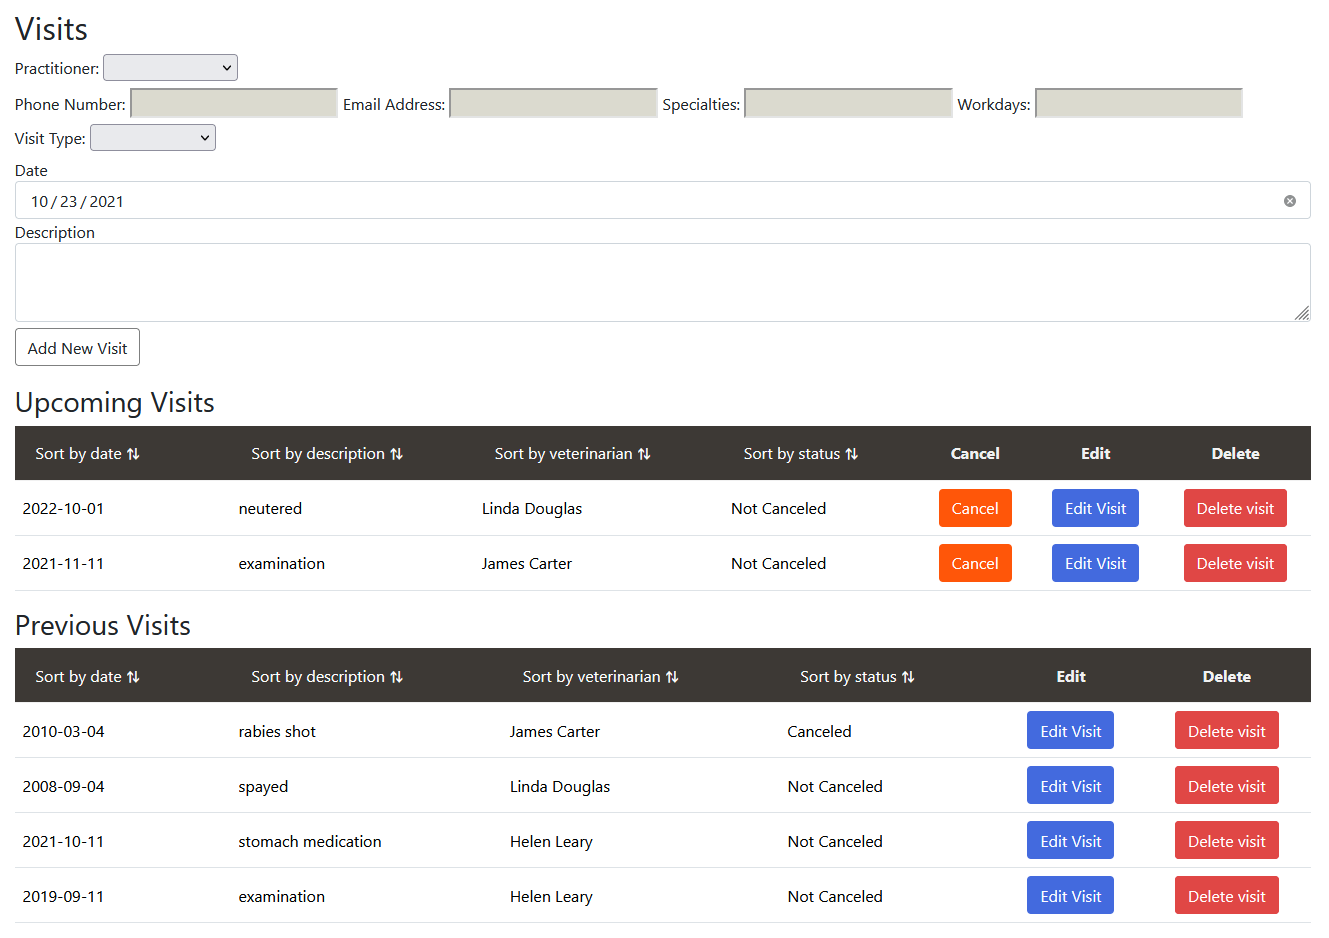 Visits
Practitioner:
Phone Number: Email Address: Specialties: Workdays:
Visit Type:
Date
10 / 23 / 2021
Description
Add New Visit
Upcoming Visits
Sort by date ⇅ Sort by description ⇅ Sort by veterinarian ⇅ Sort by status ⇅ Cancel Edit Delete
2022-10-01 neutered Linda Douglas Not Canceled Cancel Edit Visit Delete visit
2021-11-11 examination James Carter Not Canceled Cancel Edit Visit Delete visit
Previous Visits
Sort by date ⇅ Sort by description ⇅ Sort by veterinarian ⇅ Sort by status ⇅ Edit Delete
2010-03-04 rabies shot James Carter Canceled Edit Visit Delete visit
2008-09-04 spayed Linda Douglas Not Canceled Edit Visit Delete visit
2021-10-11 stomach medication Helen Leary Not Canceled Edit Visit Delete visit
2019-09-11 examination Helen Leary Not Canceled Edit Visit Delete visit